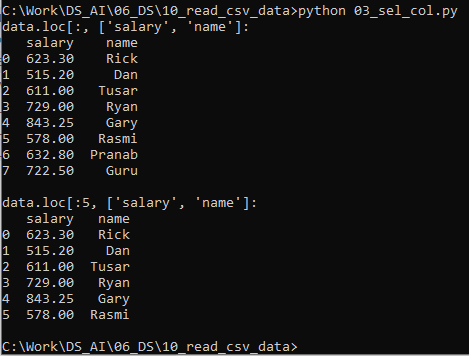 C:\Work\DS_AI\06_DS\10_read_csv_data>python 03_sel_col.py
data.loc[:, ['salary', 'name']:
   salary    name
0  623.30    Rick
1  515.20     Dan
2  611.00   Tusar
3  729.00    Ryan
4  843.25    Gary
5  578.00   Rasmi
6  632.80  Pranab
7  722.50    Guru
data.loc[:5, ['salary', 'name']:
   salary   name
0  623.30   Rick
1  515.20    Dan
2  611.00  Tusar
3  729.00   Ryan
4  843.25   Gary
5  578.00  Rasmi
C:\Work\DS_AI\06_DS\10_read_csv_data>